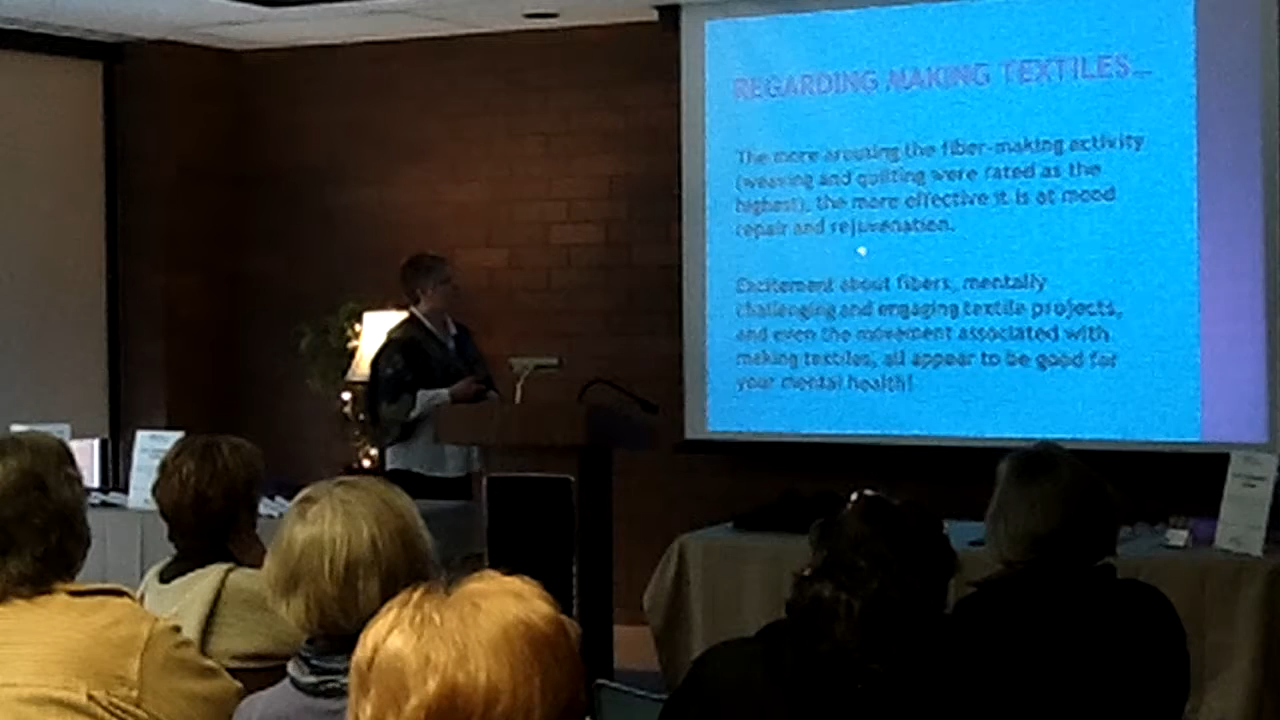 REGARDING MAKING TEXTILES...
The more arousing the fiber-making activity
(weaving and quilting were rated as the
highest), the more effective it is at mood
repair and rejuvenation.
Excitement about fibers, mentally
challenging and engaging textile projects,
and even the movement associated with
making textiles, all appear to be good for
your mental health!